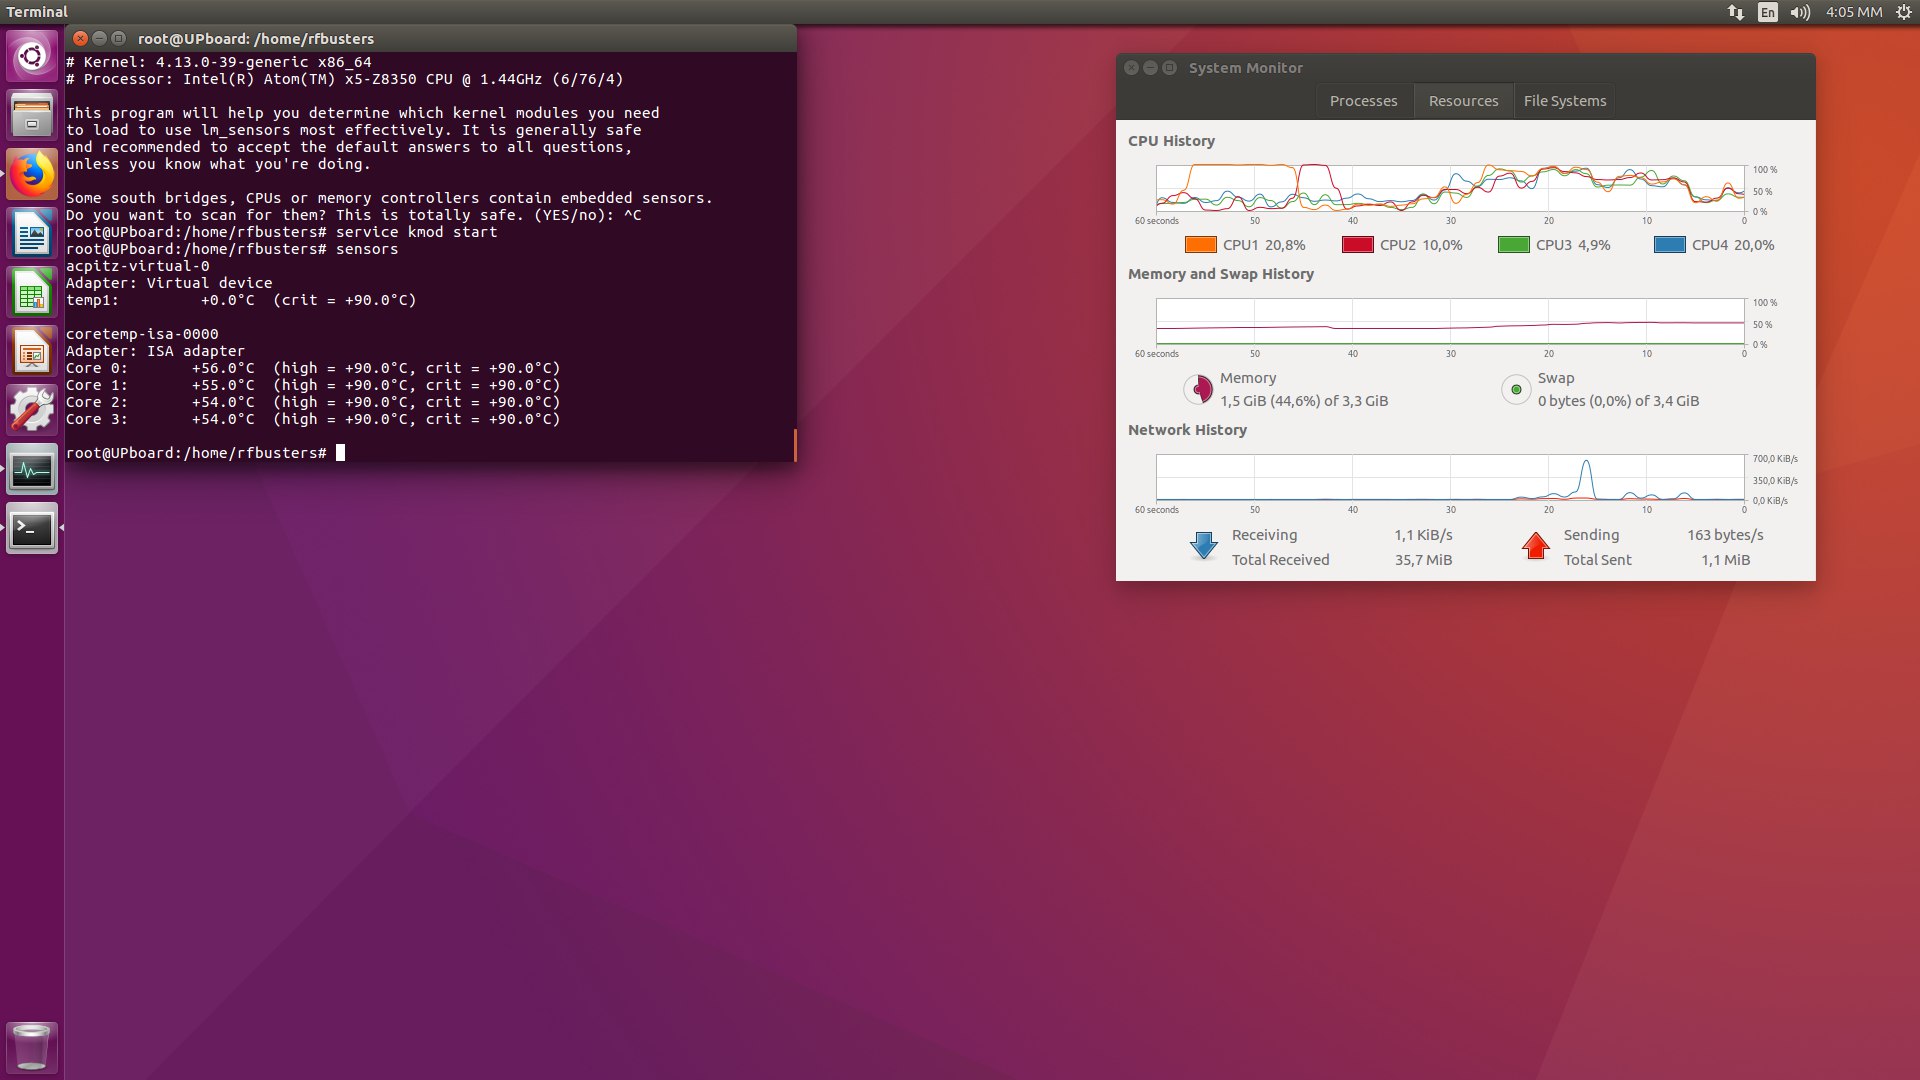 Terminal
En
4:05 MM
root@UPboard: /home/rfbusters
# Kernel: 4.13.0-39-generic x86_64
# Processor: Intel(R) Atom(TM) x5-Z8350 CPU @ 1.44GHz (6/76/4)
This program will help you determine which kernel modules you need
to load to use lm_sensors most effectively. It is generally safe
and recommended to accept the default answers to all questions,
unless you know what you're doing.
Some south bridges, CPUs or memory controllers contain embedded sensors.
Do you want to scan for them? This is totally safe. (YES/no): ^C
root@UPboard:/home/rfbusters# service kmod start
root@UPboard:/home/rfbusters# sensors
acpitz-virtual-0
Adapter: Virtual device
temp1: +0.0°C (crit = +90.0°C)
coretemp-isa-0000
Adapter: ISA adapter
Core 0: +56.0°C (high = +90.0°C, crit = +90.0°C)
Core 1: +55.0°C (high = +90.0°C, crit = +90.0°C)
Core 2: +54.0°C (high = +90.0°C, crit = +90.0°C)
Core 3: +54.0°C (high = +90.0°C, crit = +90.0°C)
root@UPboard:/home/rfbusters#
System Monitor
Processes Resources File Systems
CPU History
100 %
50 %
0 %
60 seconds 50 40 30 20 10 0
CPU1 20,8% CPU2 10,0% CPU3 4,9% CPU4 20,0%
Memory and Swap History
100 %
50 %
0 %
60 seconds 50 40 30 20 10 0
Memory
1,5 GiB (44,6%) of 3,3 GiB
Swap
0 bytes (0,0%) of 3,4 GiB
Network History
700,0 KiB/s
350,0 KiB/s
0,0 KiB/s
60 seconds 50 40 30 20 10 0
Receiving 1,1 KiB/s
Total Received 35,7 MiB
Sending 163 bytes/s
Total Sent 1,1 MiB